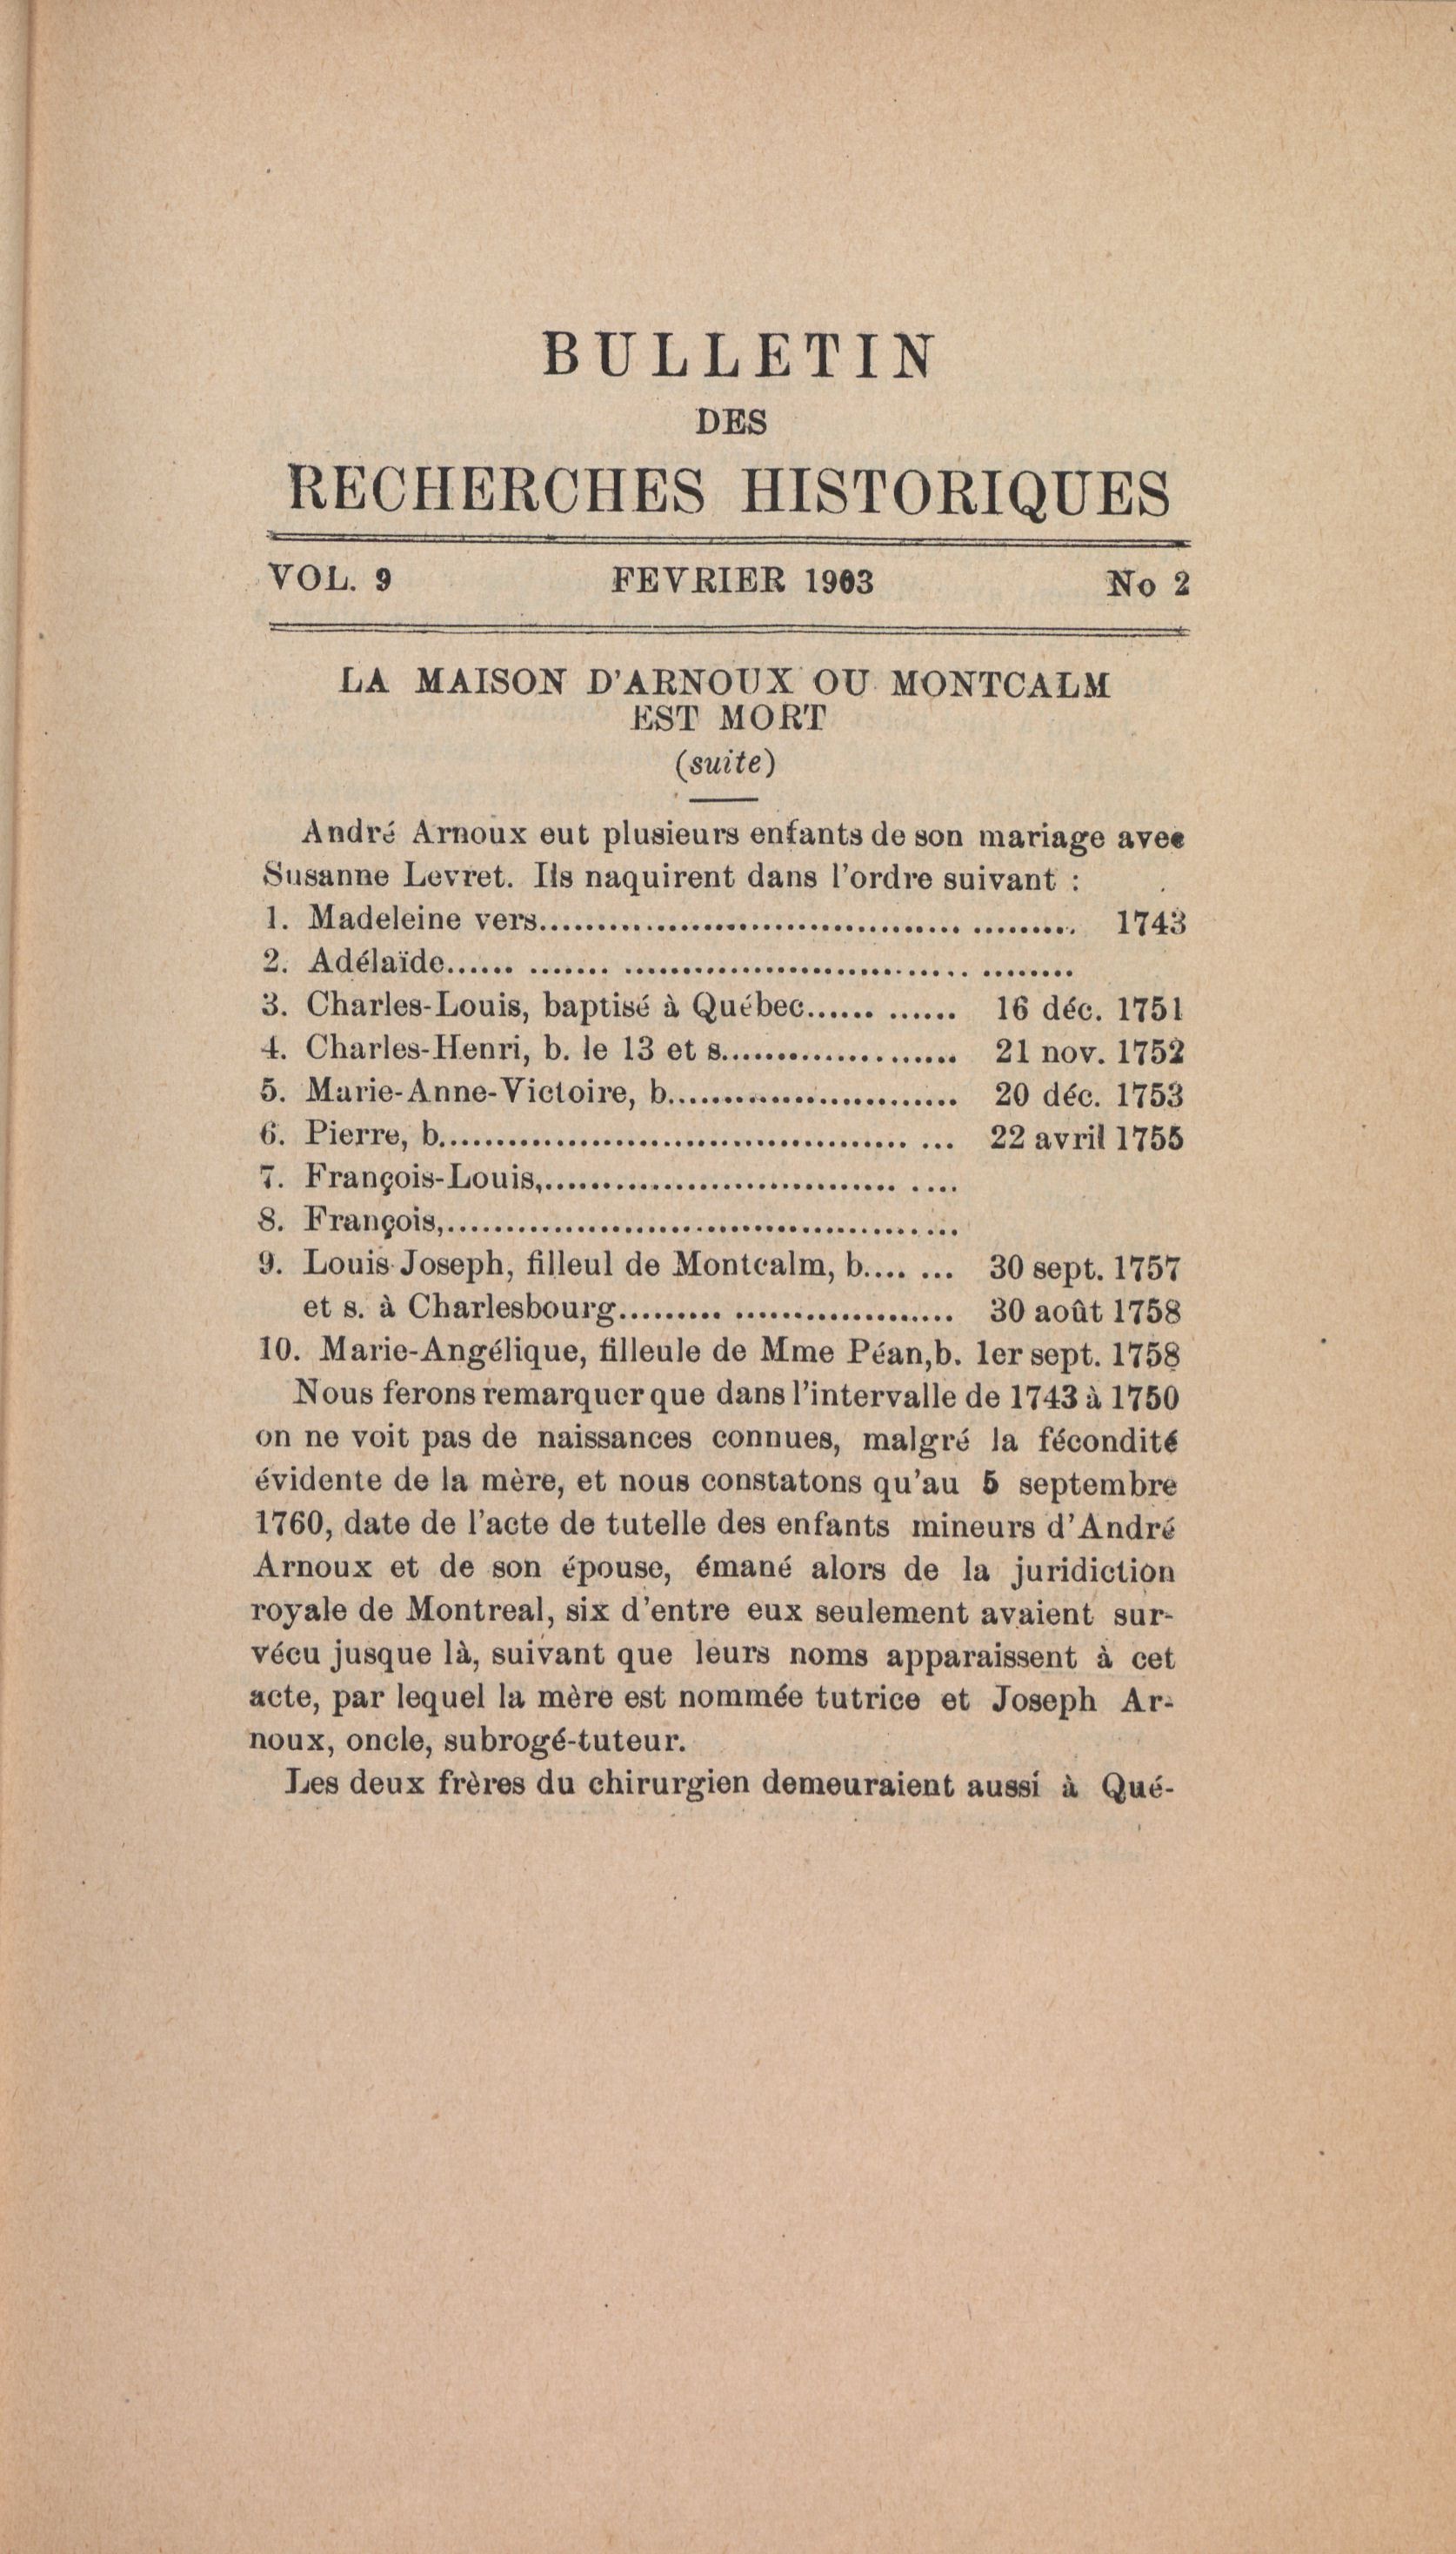 BULLETIN
DES
RECHERCHES HISTORIQUES
VOL. 9 FEVRIER 1903 No 2
LA MAISON D'ARNOUX OU MONTCALM
EST MORT
(suite)
André Arnoux eut plusieurs enfants de son mariage avec
Susanne Levret. Ils naquirent dans l'ordre suivant :
1. Madeleine vers.............................................. ......... 1743
2. Adélaïde....... ....... ...................................... ........
3. Charles-Louis, baptisé à Québec....... ...... 16 déc. 1751
4. Charles-Henri, b. le 13 et s.......................... 21 nov. 1752
5. Marie-Anne-Victoire, b................................ 20 déc. 1753
6. Pierre, b.................................................. ... 22 avril 1755
7. François-Louis,....................................... ....
8. François,........................................................
9. Louis-Joseph, filleul de Montcalm, b.... ... 30 sept. 1757
et s. à Charlesbourg......... ................... 30 août 1758
10. Marie-Angélique, filleule de Mme Péan,b. 1er sept. 1758
Nous ferons remarquer que dans l'intervalle de 1743 à 1750
on ne voit pas de naissances connues, malgré la fécondité
évidente de la mère, et nous constatons qu'au 5 septembre
1760, date de l'acte de tutelle des enfants mineurs d'André
Arnoux et de son épouse, émané alors de la juridiction
royale de Montreal, six d'entre eux seulement avaient sur-
vécu jusque là, suivant que leurs noms apparaissent à cet
acte, par lequel la mère est nommée tutrice et Joseph Ar-
noux, oncle, subrogé-tuteur.
Les deux frères du chirurgien demeuraient aussi à Qué-